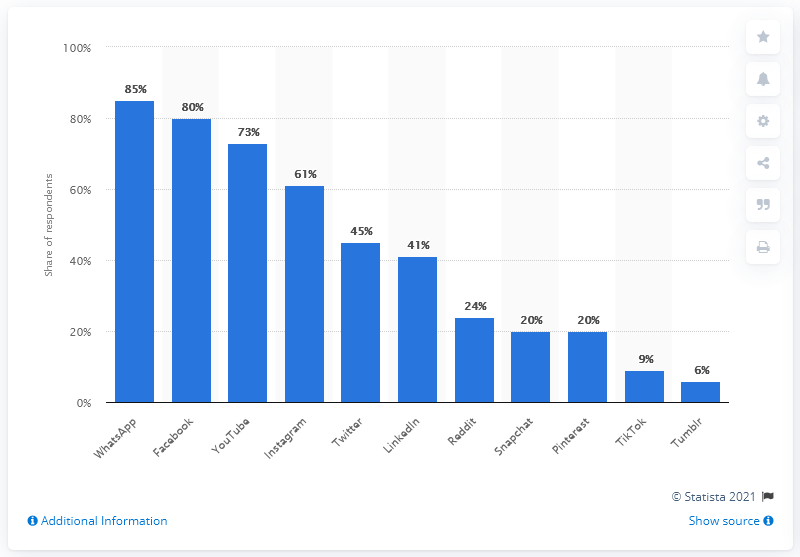 100%
80%
60%
40%
20%
0%
Share of respondents
85%
80%
73%
61%
45%
41%
24%
20%
20%
9%
6%
WhatsApp
Facebook
YouTube
Instagram
Twitter
LinkedIn
Reddit
Snapchat
Pinterest
TikTok
Tumblr
© Statista 2021
Additional Information
Show source